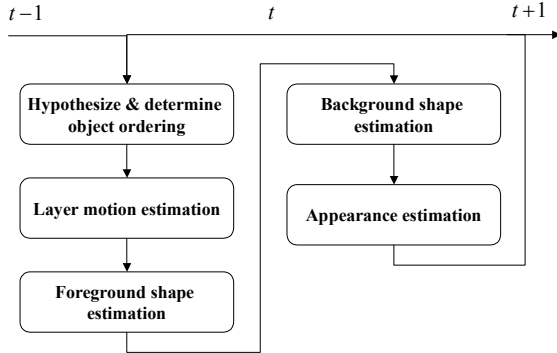 t−1
t
t+1
Hypothesize & determine
object ordering
Layer motion estimation
Foreground shape
estimation
Background shape
estimation
Appearance estimation